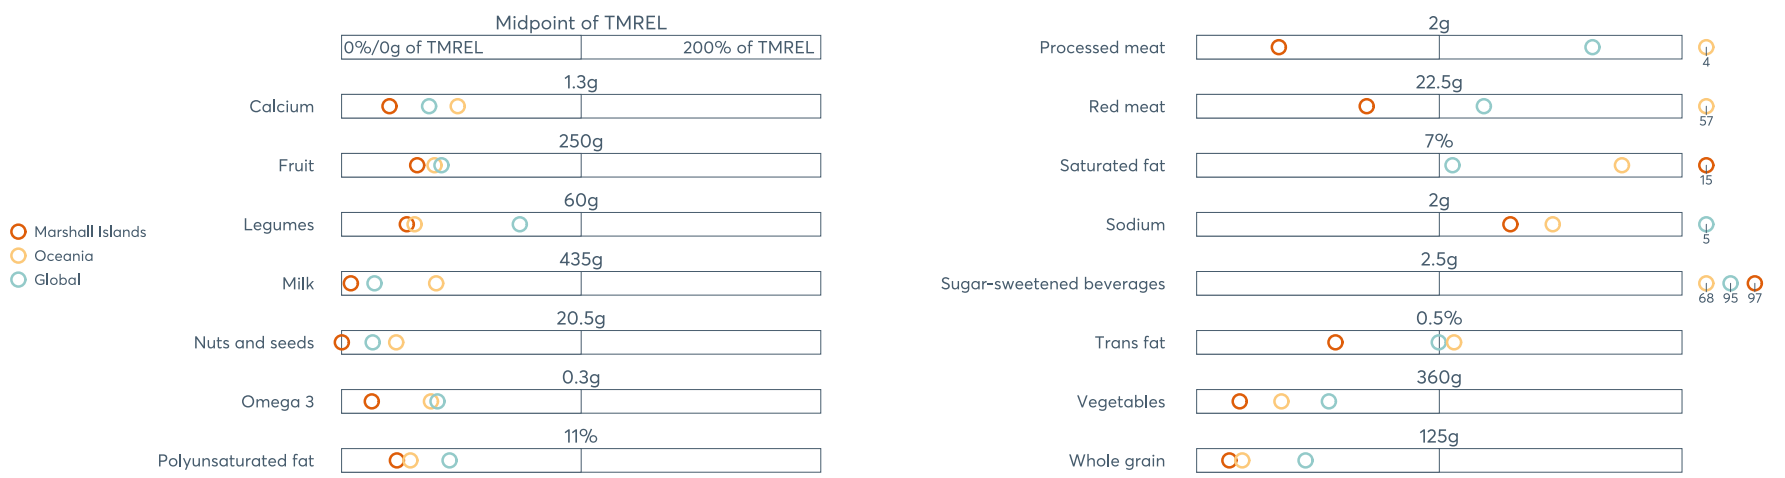 Midpoint of TMREL
0%/0g of TMREL 200% of TMREL
1.3g
Calcium
250g
Fruit
60g
Legumes
435g
Milk
20.5g
Nuts and seeds
0.3g
Omega 3
11%
Polyunsaturated fat
Marshall Islands
Oceania
Global
2g
Processed meat
4
22.5g
Red meat
57
7%
Saturated fat
15
2g
Sodium
5
2.5g
Sugar-sweetened beverages
68 95 97
0.5%
Trans fat
360g
Vegetables
125g
Whole grain